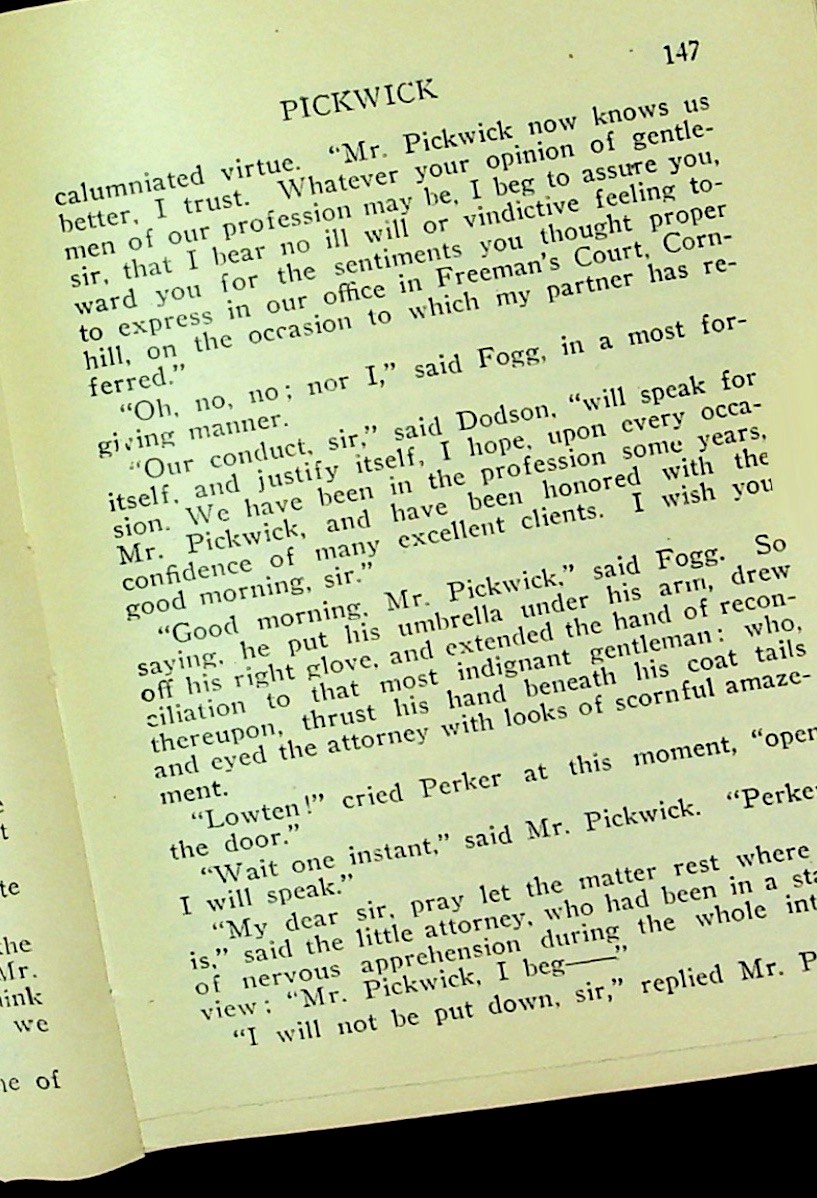 147
PICKWICK
calumniated virtue. “Mr. Pickwick now knows us
better, I trust. Whatever your opinion of gentle-
men of our profession may be, I beg to assure you,
sir, that I bear no ill will or vindictive feeling to-
ward you for the sentiments you thought proper
to express in our office in Freeman's Court, Corn-
hill, on the occasion to which my partner has re-
ferred.”
“Oh, no, no; nor I,” said Fogg, in a most for-
giving manner.
“Our conduct, sir,” said Dodson, “will speak for
itself, and justify itself, I hope, upon every occa-
sion. We have been in the profession some years,
Mr. Pickwick, and have been honored with the
confidence of many excellent clients. I wish you
good morning, sir.”
“Good morning, Mr. Pickwick,” said Fogg. So
saying, he put his umbrella under his arm, drew
off his right glove, and extended the hand of recon-
ciliation to that most indignant gentleman: who,
thereupon, thrust his hand beneath his coat tails
and eyed the attorney with looks of scornful amaze-
ment.
“Lowten!” cried Perker at this moment, “open
the door.”
“Wait one instant,” said Mr. Pickwick.
I will speak.”
“My dear sir, pray let the matter rest where
is,” said the little attorney, who had been in a
of nervous apprehension during the whole
view; “Mr. Pickwick, I beg——”
“I will not be put down, sir,” replied Mr.
te
the
Mr.
we
of